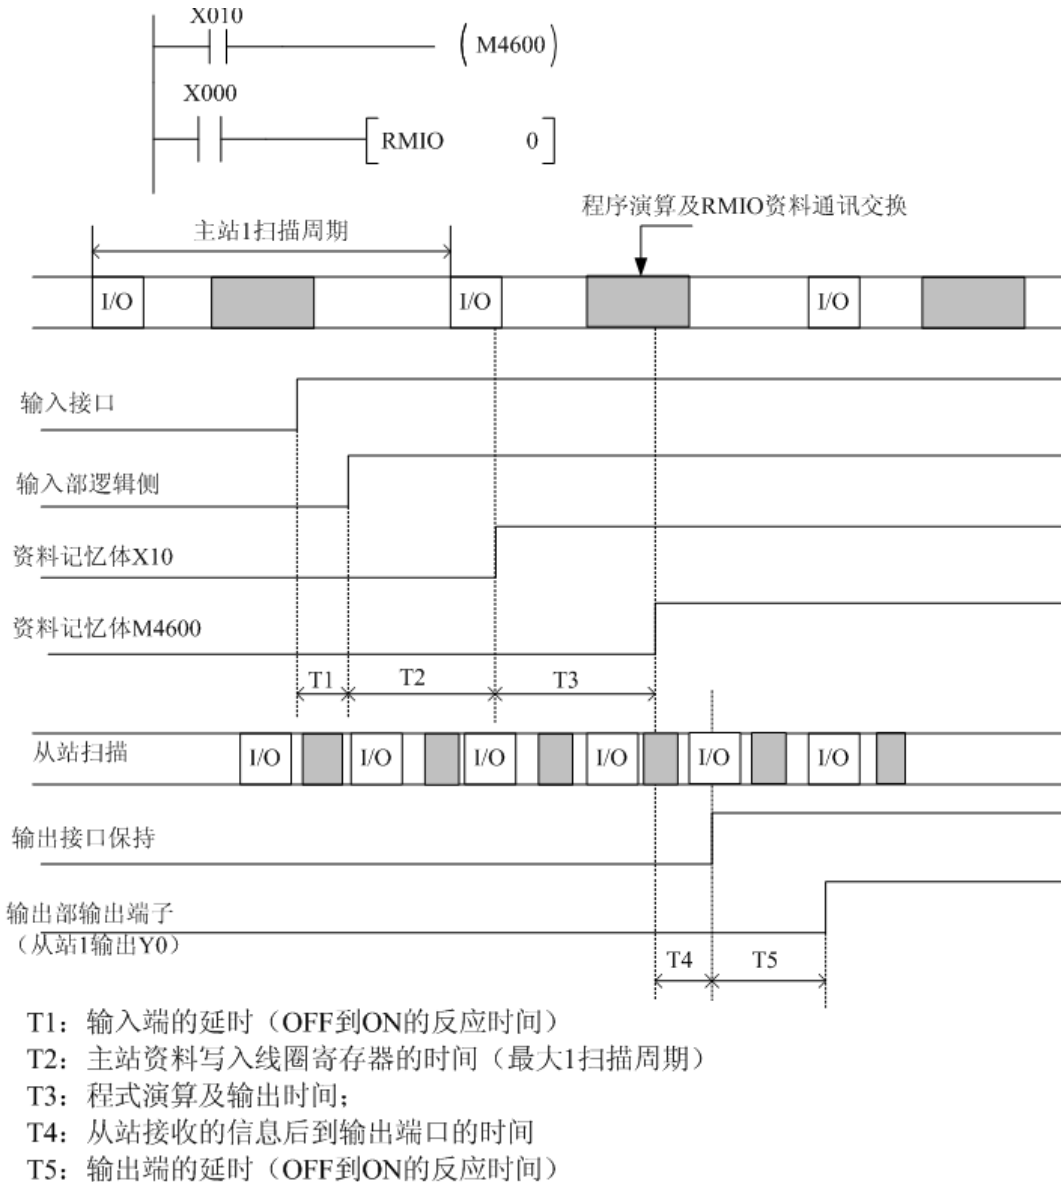 X010
( M4600 )
X000
[ RMIO 0 ]
程序演算及RMIO资料通讯交换
主站1扫描周期
I/O I/O I/O
输入接口
输入部逻辑侧
资料记忆体X10
资料记忆体M4600
T1 T2 T3
从站扫描 I/O I/O I/O I/O I/O I/O
输出接口保持
输出部输出端子
（从站1输出Y0）
T4 T5
T1：输入端的延时（OFF到ON的反应时间）
T2：主站资料写入线圈寄存器的时间（最大1扫描周期）
T3：程式演算及输出时间；
T4：从站接收的信息后到输出端口的时间
T5：输出端的延时（OFF到ON的反应时间）